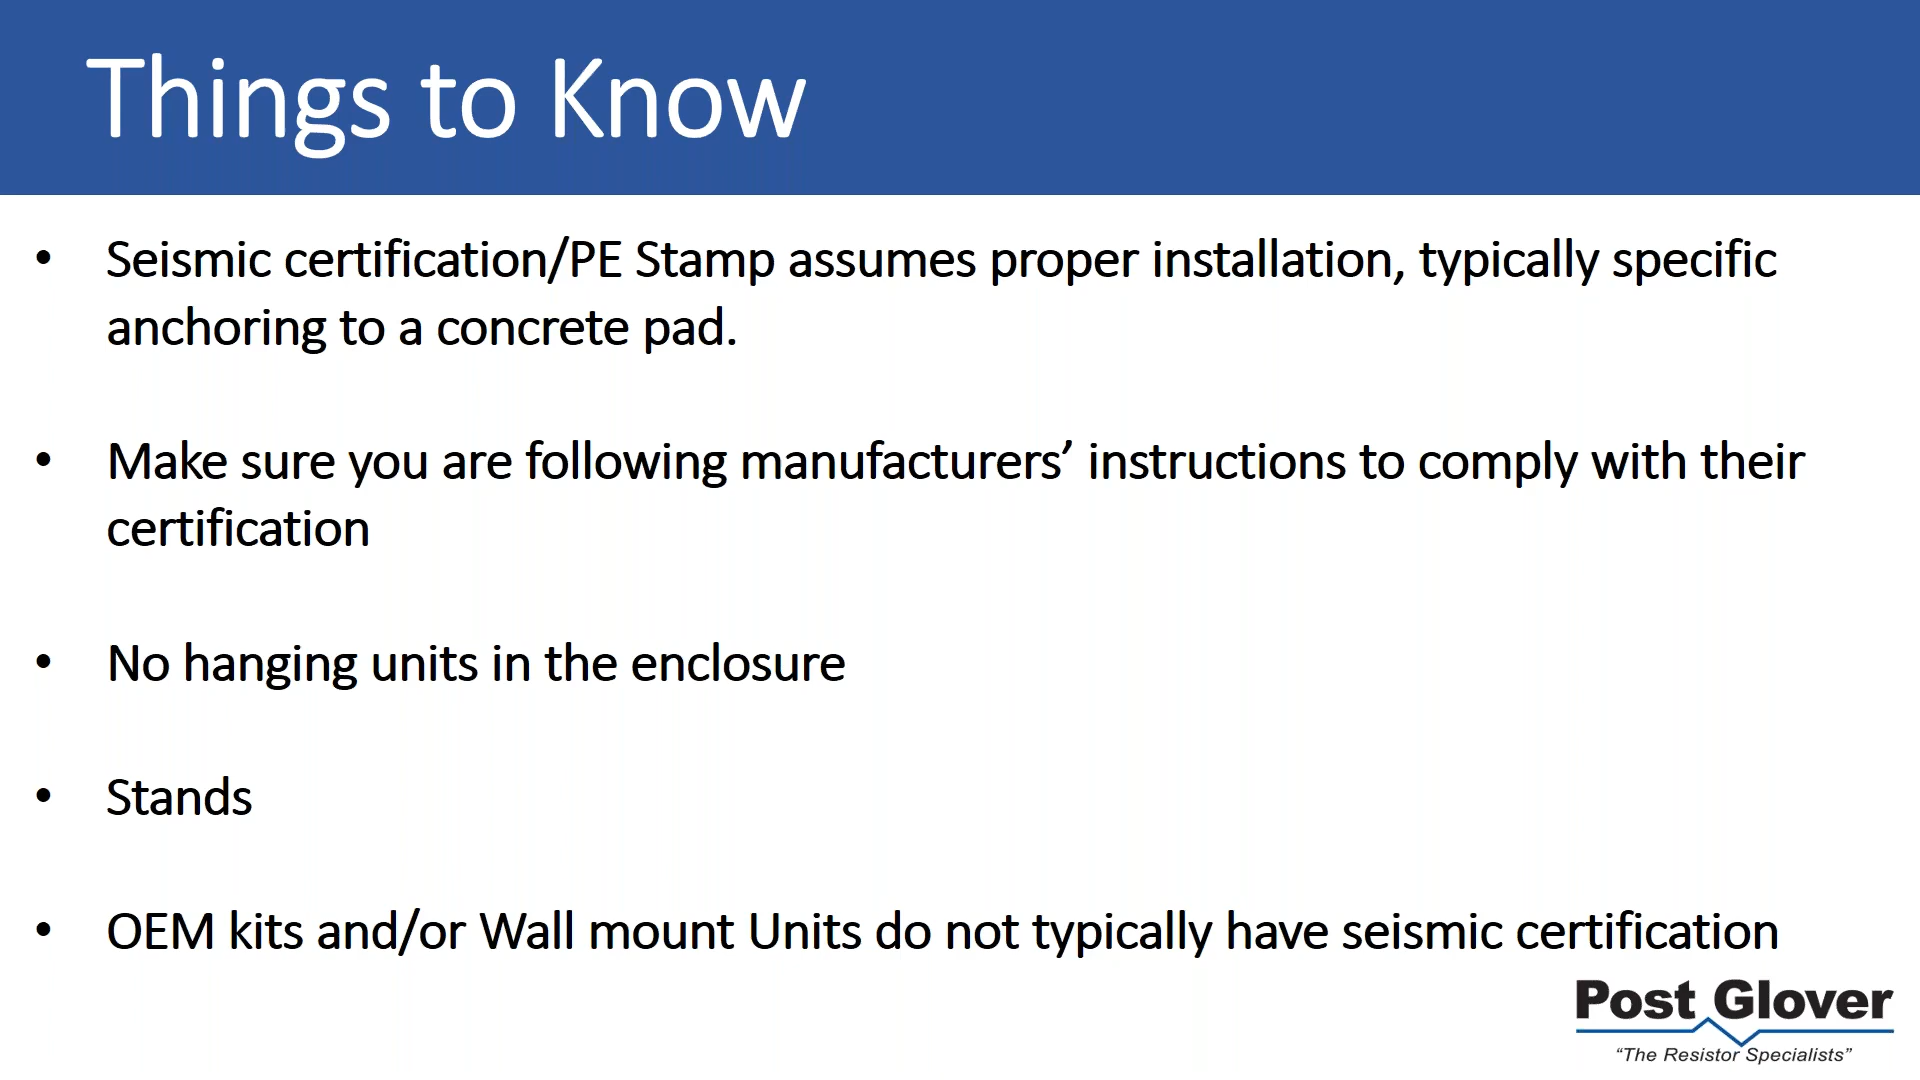 Things to Know
• Seismic certification/PE Stamp assumes proper installation, typically specific
anchoring to a concrete pad.
• Make sure you are following manufacturers’ instructions to comply with their
certification
• No hanging units in the enclosure
• Stands
• OEM kits and/or Wall mount Units do not typically have seismic certification
Post Glover
“The Resistor Specialists”